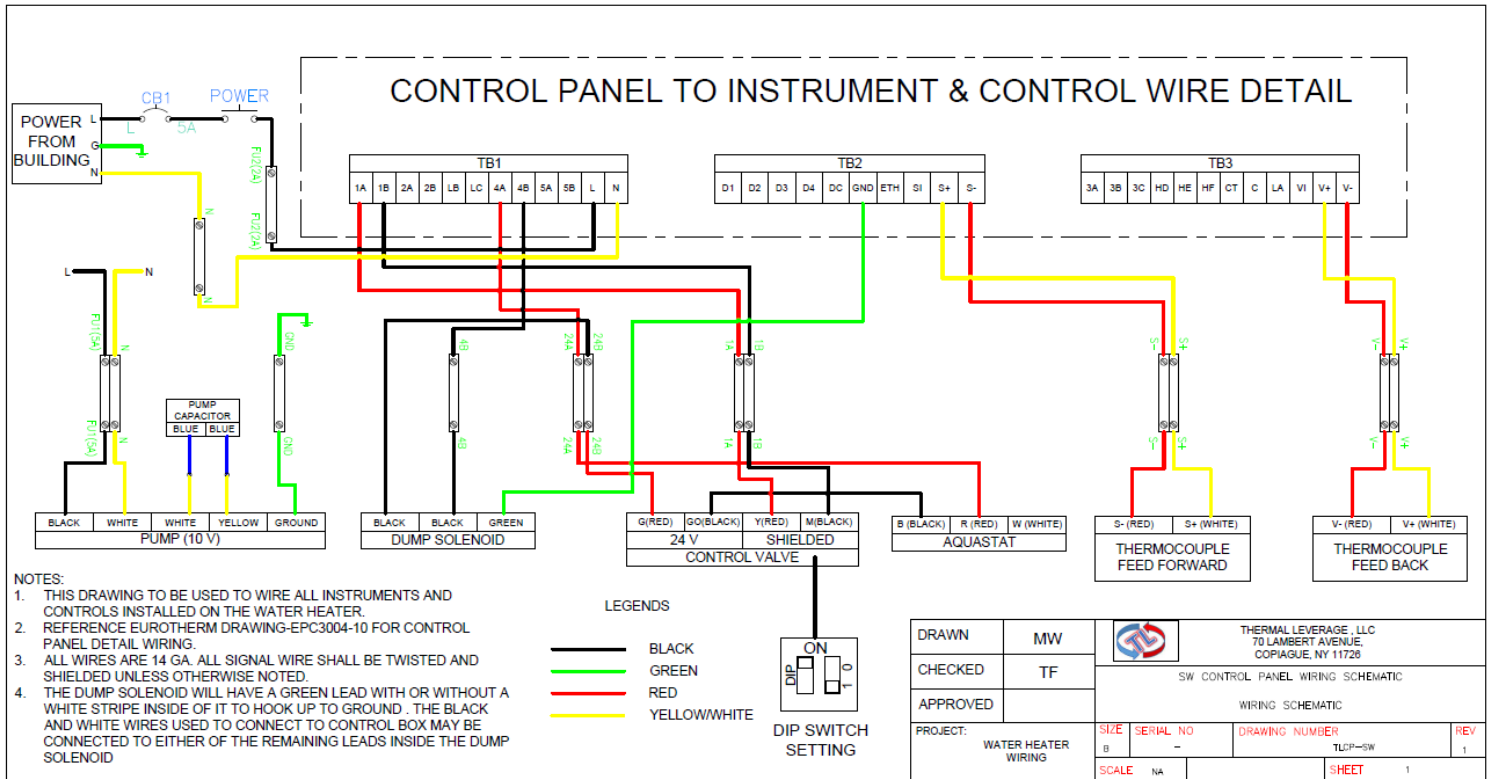 CONTROL PANEL TO INSTRUMENT & CONTROL WIRE DETAIL
POWER FROM BUILDING
L
G
N
CB1
L
5A
POWER
FU2(2A)
FU2(2A)
N
N
TB1
1A 1B 2A 2B LB LC 4A 4B 5A 5B L N
TB2
D1 D2 D3 D4 DC GND ETH SI S+ S-
TB3
3A 3B 3C HD HE HF CT C LA VI V+ V-
L
N
FU1(5A)
N
FU1(5A)
N
GND
GND
4B
4B
24A
24B
24A
24B
1A
1B
1A
1B
S-
S+
S-
S+
V-
V+
V-
V+
PUMP
CAPACITOR
BLUE BLUE
BLACK WHITE WHITE YELLOW GROUND
PUMP (10 V)
BLACK BLACK GREEN
DUMP SOLENOID
G(RED) GO(BLACK) Y(RED) M(BLACK)
24 V SHIELDED
CONTROL VALVE
B (BLACK) R (RED) W (WHITE)
AQUASTAT
S- (RED) S+ (WHITE)
THERMOCOUPLE
FEED FORWARD
V- (RED) V+ (WHITE)
THERMOCOUPLE
FEED BACK
NOTES:
1. THIS DRAWING TO BE USED TO WIRE ALL INSTRUMENTS AND
CONTROLS INSTALLED ON THE WATER HEATER.
2. REFERENCE EUROTHERM DRAWING-EPC3004-10 FOR CONTROL
PANEL DETAIL WIRING.
3. ALL WIRES ARE 14 GA. ALL SIGNAL WIRE SHALL BE TWISTED AND
SHIELDED UNLESS OTHERWISE NOTED.
4. THE DUMP SOLENOID WILL HAVE A GREEN LEAD WITH OR WITHOUT A
WHITE STRIPE INSIDE OF IT TO HOOK UP TO GROUND . THE BLACK
AND WHITE WIRES USED TO CONNECT TO CONTROL BOX MAY BE
CONNECTED TO EITHER OF THE REMAINING LEADS INSIDE THE DUMP
SOLENOID
LEGENDS
BLACK
GREEN
RED
YELLOW/WHITE
ON
DIP
1 0
DIP SWITCH
SETTING
DRAWN MW
CHECKED TF
APPROVED
PROJECT:
WATER HEATER
WIRING
TL
THERMAL LEVERAGE , LLC
70 LAMBERT AVENUE,
COPIAGUE, NY 11726
SW CONTROL PANEL WIRING SCHEMATIC
WIRING SCHEMATIC
SIZE SERIAL NO DRAWING NUMBER REV
B - TLCP-SW 1
SCALE NA SHEET 1